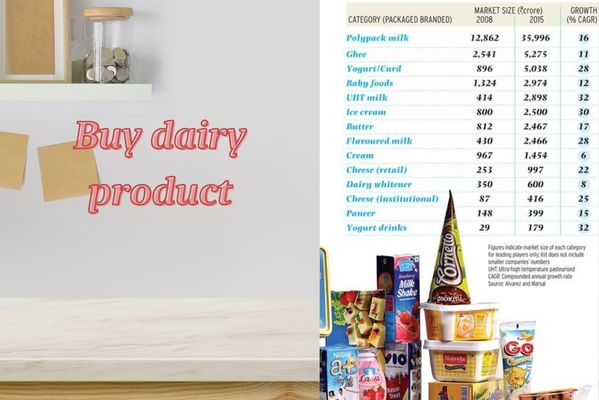 Buy dairy
product
MARKET SIZE (₹crore) GROWTH
CATEGORY (PACKAGED BRANDED) 2008 2015 (% CAGR)
Polypack milk 12,862 35,996 16
Ghee 2,541 5,275 11
Yogurt/Curd 896 5,038 28
Baby foods 1,324 2,974 12
UHT milk 414 2,898 32
Ice cream 800 2,500 30
Butter 812 2,467 17
Flavoured milk 430 2,466 28
Cream 967 1,454 6
Cheese (retail) 253 997 22
Dairy whitener 350 600 8
Cheese (institutional) 87 416 25
Paneer 148 399 15
Yogurt drinks 29 179 32
Figures indicate market size of each category
for leading players only; list does not include
smaller companies' numbers
UHT: Ultra-high temperature pasteurised
CAGR: Compounded annual growth rate
Source: Alvarez and Marsal
Cornetto
Strawberry
Milk
Shake
Nutrela
GO
Nestle
a+